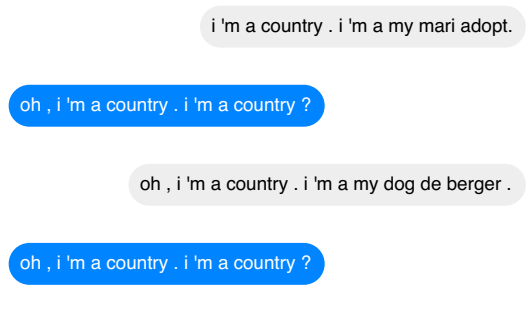 i 'm a country . i 'm a my mari adopt.
oh , i 'm a country . i 'm a country ?
oh , i 'm a country . i 'm a my dog de berger .
oh , i 'm a country . i 'm a country ?